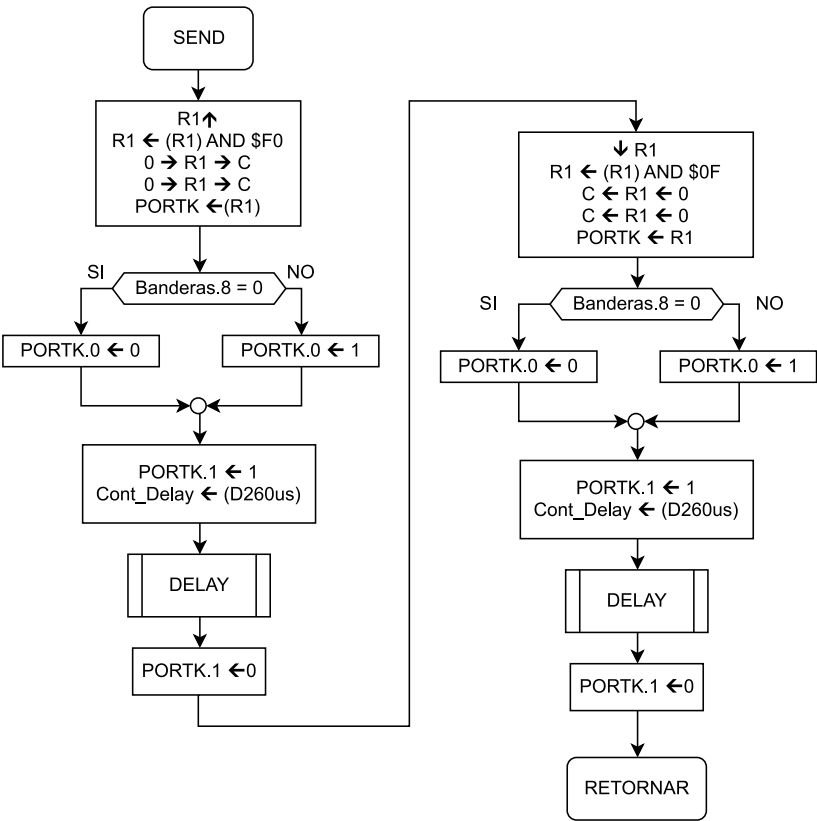 SEND
R1↑
R1 ← (R1) AND $F0
0 → R1 → C
0 → R1 → C
PORTK ←(R1)
SI
NO
Banderas.8 = 0
PORTK.0 ← 0
PORTK.0 ← 1
PORTK.1 ← 1
Cont_Delay ← (D260us)
DELAY
PORTK.1 ←0
↓ R1
R1 ← (R1) AND $0F
C ← R1 ← 0
C ← R1 ← 0
PORTK ← R1
SI
Banderas.8 = 0
NO
PORTK.0 ← 0
PORTK.0 ← 1
PORTK.1 ← 1
Cont_Delay ← (D260us)
DELAY
PORTK.1 ←0
RETORNAR